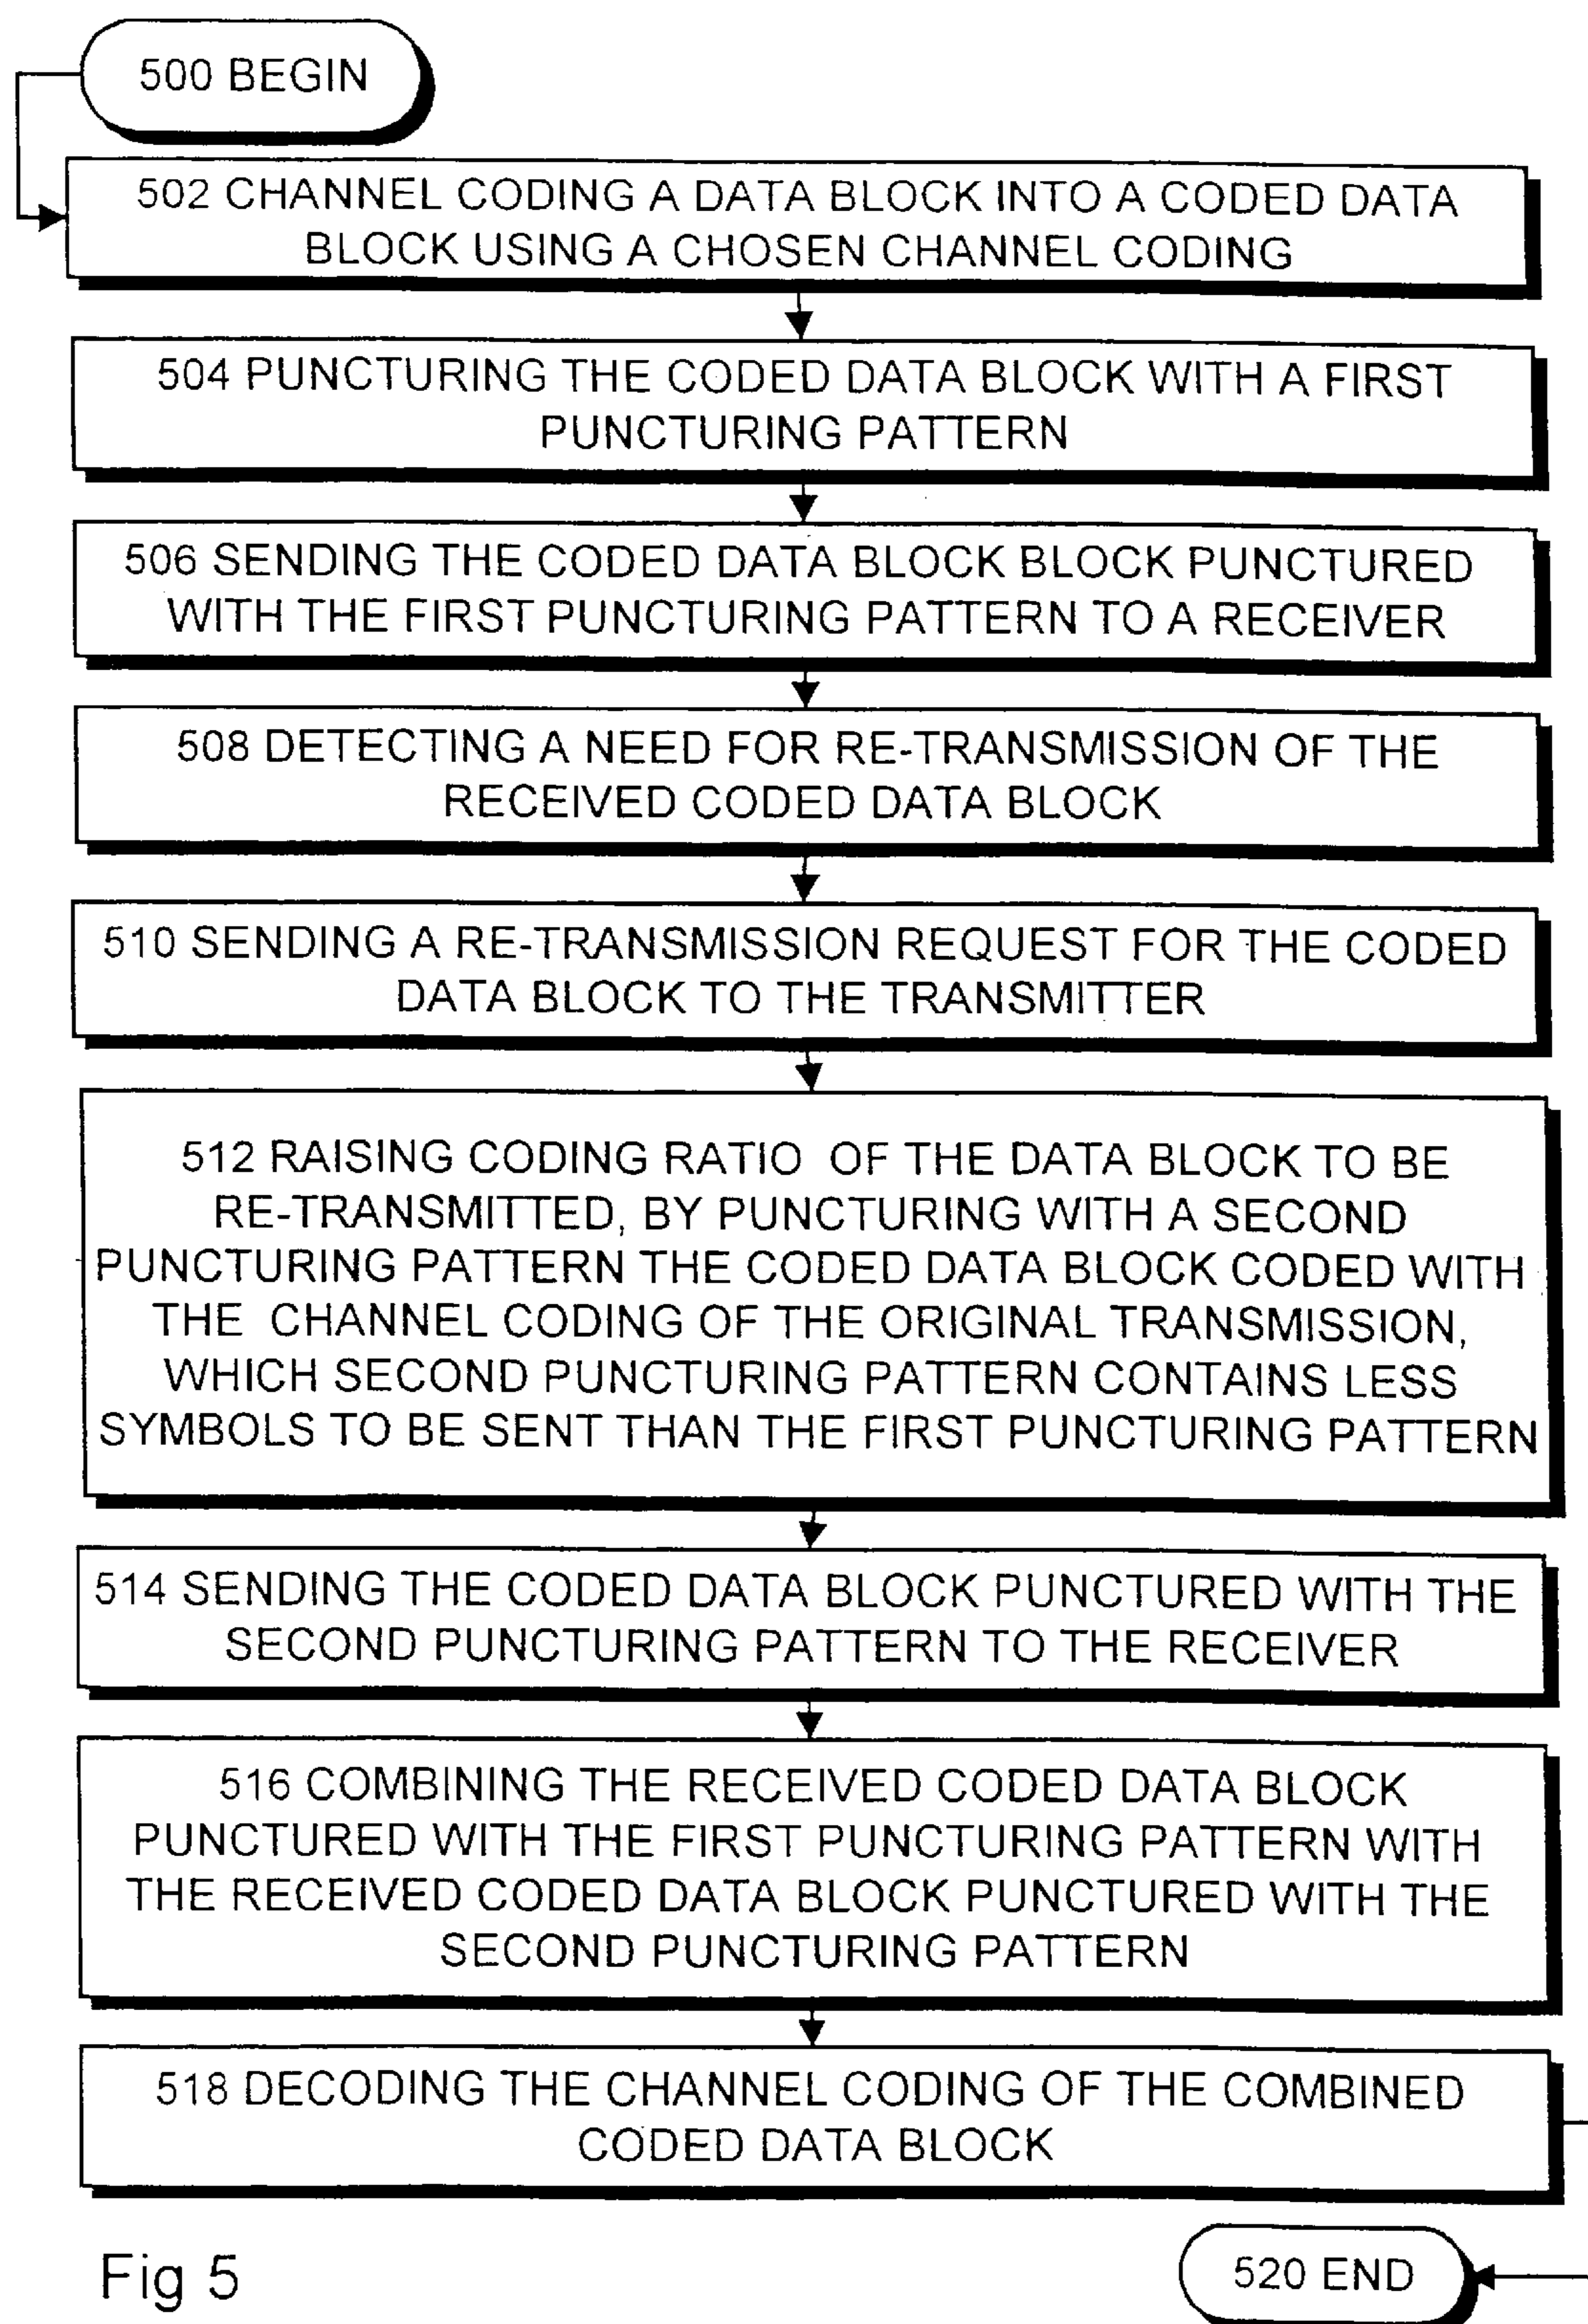 500 BEGIN
502 CHANNEL CODING A DATA BLOCK INTO A CODED DATA
BLOCK USING A CHOSEN CHANNEL CODING
504 PUNCTURING THE CODED DATA BLOCK WITH A FIRST
PUNCTURING PATTERN
506 SENDING THE CODED DATA BLOCK BLOCK PUNCTURED
WITH THE FIRST PUNCTURING PATTERN TO A RECEIVER
508 DETECTING A NEED FOR RE-TRANSMISSION OF THE
RECEIVED CODED DATA BLOCK
510 SENDING A RE-TRANSMISSION REQUEST FOR THE CODED
DATA BLOCK TO THE TRANSMITTER
512 RAISING CODING RATIO OF THE DATA BLOCK TO BE
RE-TRANSMITTED, BY PUNCTURING WITH A SECOND
PUNCTURING PATTERN THE CODED DATA BLOCK CODED WITH
THE CHANNEL CODING OF THE ORIGINAL TRANSMISSION,
WHICH SECOND PUNCTURING PATTERN CONTAINS LESS
SYMBOLS TO BE SENT THAN THE FIRST PUNCTURING PATTERN
514 SENDING THE CODED DATA BLOCK PUNCTURED WITH THE
SECOND PUNCTURING PATTERN TO THE RECEIVER
516 COMBINING THE RECEIVED CODED DATA BLOCK
PUNCTURED WITH THE FIRST PUNCTURING PATTERN WITH
THE RECEIVED CODED DATA BLOCK PUNCTURED WITH THE
SECOND PUNCTURING PATTERN
518 DECODING THE CHANNEL CODING OF THE COMBINED
CODED DATA BLOCK
Fig 5
520 END